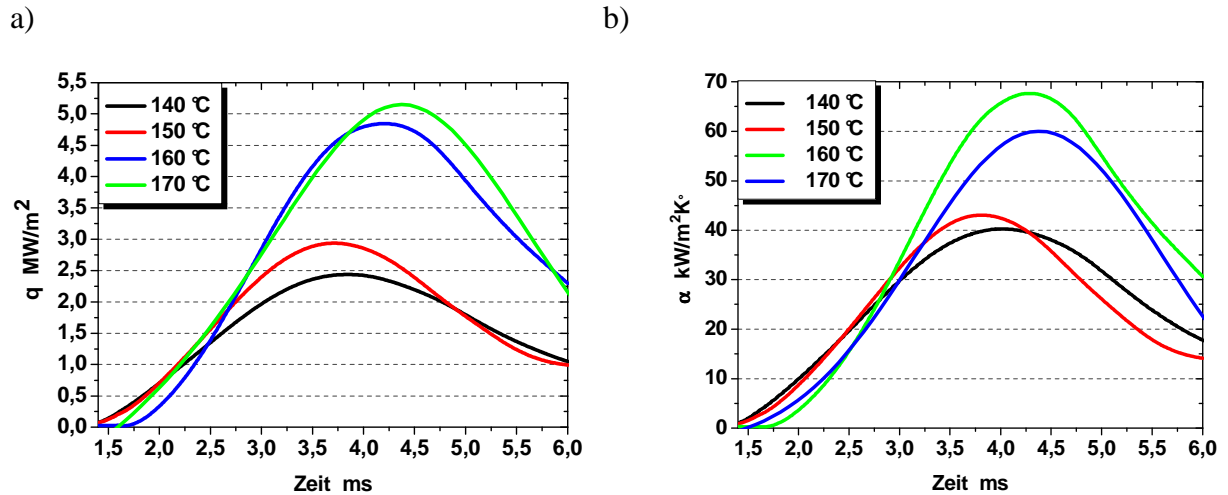 a)
b)
5,5
5,0
4,5
4,0
3,5
3,0
2,5
2,0
1,5
1,0
0,5
0,0
q MW/m²
140 °C
150 °C
160 °C
170 °C
1,5 2,0 2,5 3,0 3,5 4,0 4,5 5,0 5,5 6,0
Zeit ms
70
60
50
40
30
20
10
0
α kW/m²K°
140 °C
150 °C
160 °C
170 °C
1,5 2,0 2,5 3,0 3,5 4,0 4,5 5,0 5,5 6,0
Zeit ms